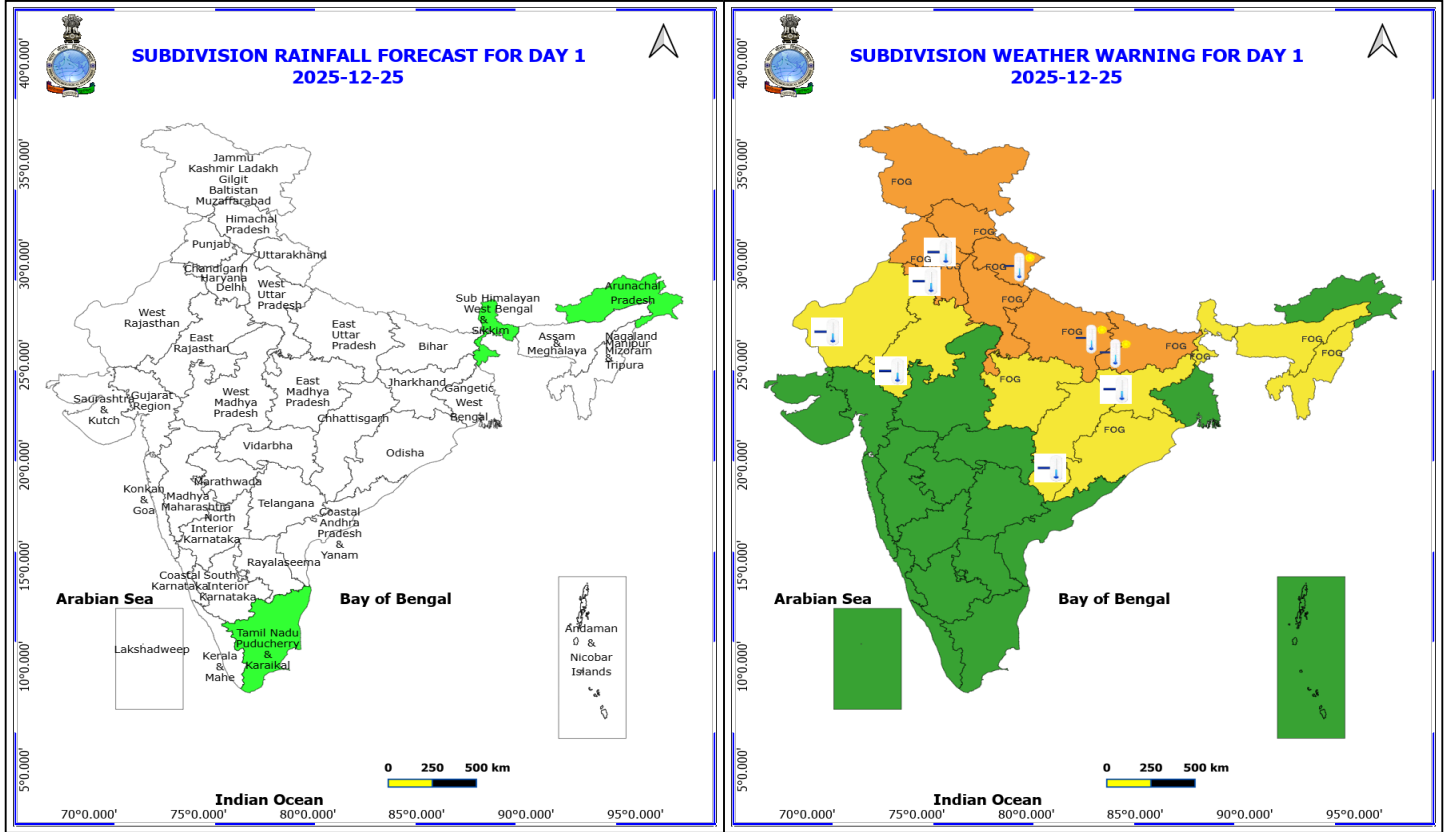 SUBDIVISION RAINFALL FORECAST FOR DAY 1
2025-12-25
40°0.000'
35°0.000'
30°0.000'
25°0.000'
20°0.000'
15°0.000'
10°0.000'
5°0.000'
Jammu
Kashmir Ladakh
Gilgit
Baltistan
Muzaffarabad
Himachal
Pradesh
Punjab
Uttarakhand
Chandigarh
Haryana
Delhi
West
Uttar
Pradesh
Arunachal
Pradesh
Sub Himalayan
West Bengal
&
Sikkim
West
Rajasthan
East
Rajasthan
East
Uttar
Pradesh
Bihar
Assam
&
Meghalaya
Nagaland
Manipur
Mizoram
&
Tripura
Saurashtra
&
Kutch
Gujarat
Region
West
Madhya
Pradesh
East
Madhya
Pradesh
Jharkhand
Gangetic
West
Bengal
Chhattisgarh
Vidarbha
Odisha
Konkan
&
Goa
Madhya
Maharashtra
Marathwada
Telangana
North
Interior
Karnataka
Coastal
Andhra
Pradesh
&
Yanam
Rayalaseema
Coastal
Karnataka
South
Interior
Karnataka
Arabian Sea
Bay of Bengal
Lakshadweep
Kerala
&
Mahe
Tamil Nadu
Puducherry
&
Karaikal
Andaman
&
Nicobar
Islands
0 250 500 km
Indian Ocean
70°0.000' 75°0.000' 80°0.000' 85°0.000' 90°0.000' 95°0.000'
SUBDIVISION WEATHER WARNING FOR DAY 1
2025-12-25
40°0.000'
35°0.000'
30°0.000'
25°0.000'
20°0.000'
15°0.000'
10°0.000'
5°0.000'
FOG
FOG
FOG
FOG
FOG
FOG
FOG
FOG
FOG
FOG
FOG
FOG
Arabian Sea
Bay of Bengal
0 250 500 km
Indian Ocean
70°0.000' 75°0.000' 80°0.000' 85°0.000' 90°0.000' 95°0.000'